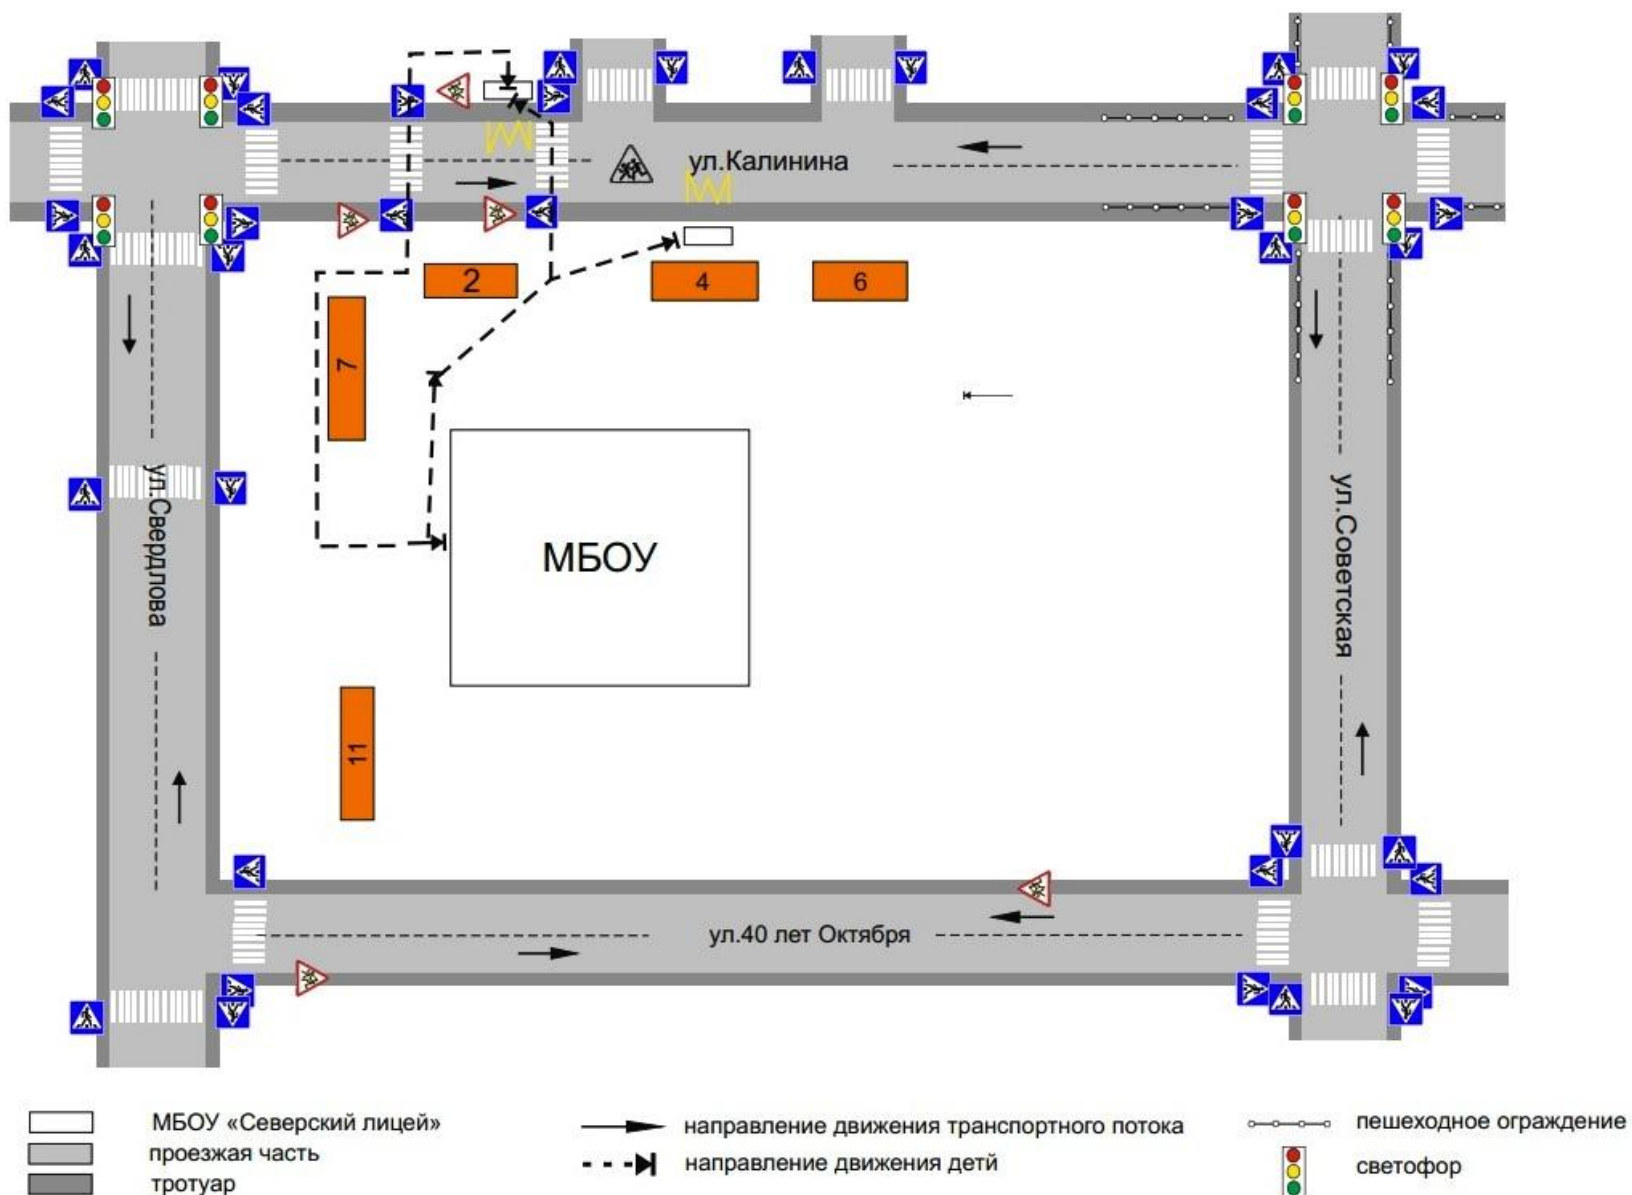 ул.Калинина
2
4
6
7
ул.Свердлова
МБОУ
ул.Советская
11
ул.40 лет Октября
МБОУ «Северский лицей»
проезжая часть
тротуар
направление движения транспортного потока
направление движения детй
пешеходное ограждение
светофор